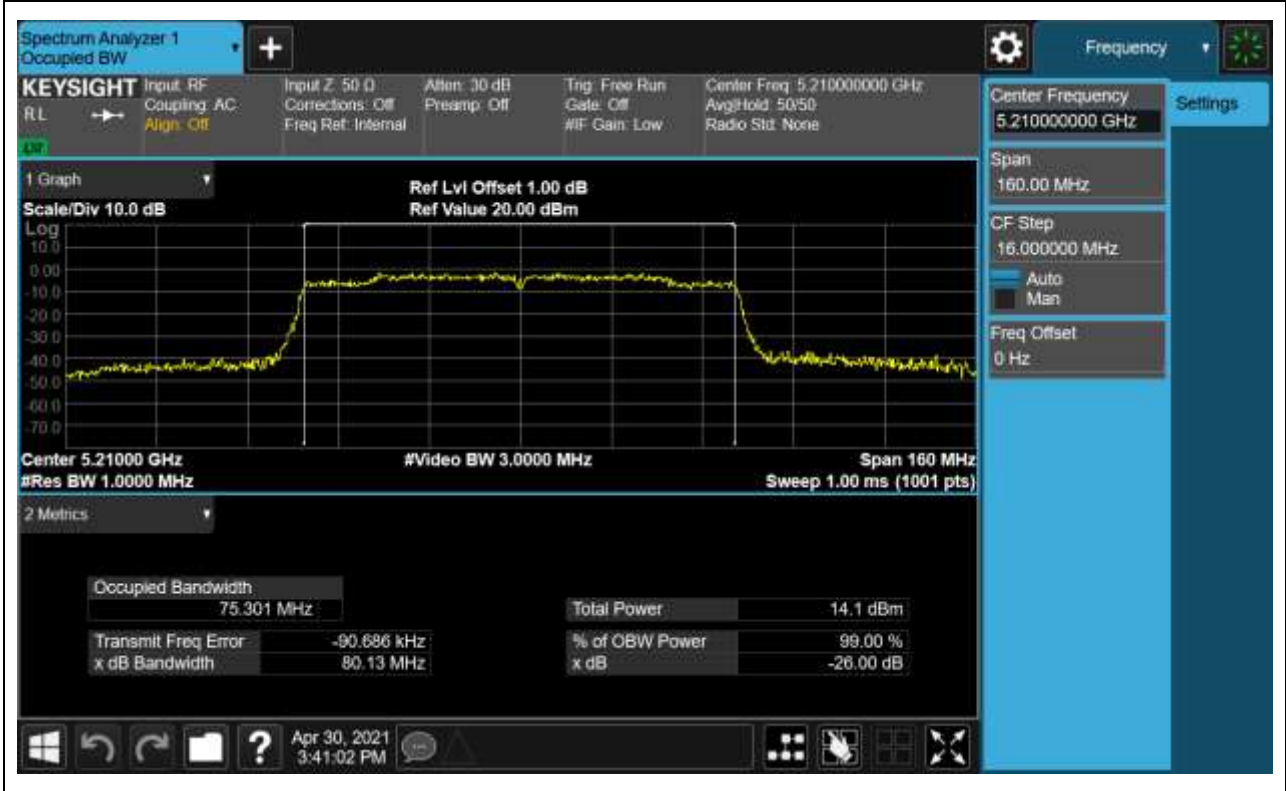 Spectrum Analyzer 1
Occupied BW
+
Frequency
KEYSIGHT
RL
Input: RF
Coupling: AC
Align: Off
Input Z: 50 Ω
Corrections: Off
Freq Ref: Internal
Atten: 30 dB
Preamp: Off
Trig: Free Run
Gate: Off
#IF Gain: Low
Center Freq: 5.210000000 GHz
Avg|Hold: 50/50
Radio Std: None
Center Frequency
5.210000000 GHz
Settings
Span
160.00 MHz
CF Step
16.000000 MHz
Auto
Man
Freq Offset
0 Hz
1 Graph
Scale/Div 10.0 dB
Ref Lvl Offset 1.00 dB
Ref Value 20.00 dBm
Log
10.0
0.00
-10.0
-20.0
-30.0
-40.0
-50.0
-60.0
-70.0
Center 5.21000 GHz
#Video BW 3.0000 MHz
Span 160 MHz
#Res BW 1.0000 MHz
Sweep 1.00 ms (1001 pts)
2 Metrics
Occupied Bandwidth
75.301 MHz
Total Power 14.1 dBm
Transmit Freq Error -90.686 kHz
% of OBW Power 99.00 %
x dB Bandwidth 80.13 MHz
x dB -26.00 dB
?
Apr 30, 2021
3:41:02 PM